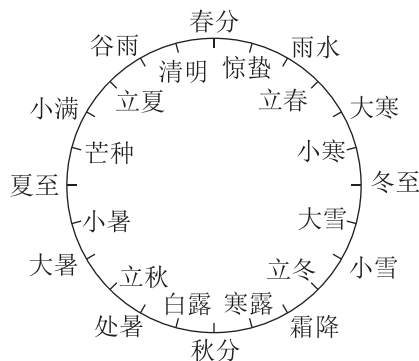 春分
谷雨
雨水
清明
惊蛰
立夏
立春
小满
大寒
芒种
小寒
夏至
冬至
小暑
大雪
大暑
小雪
立秋
立冬
白露
寒露
处暑
霜降
秋分